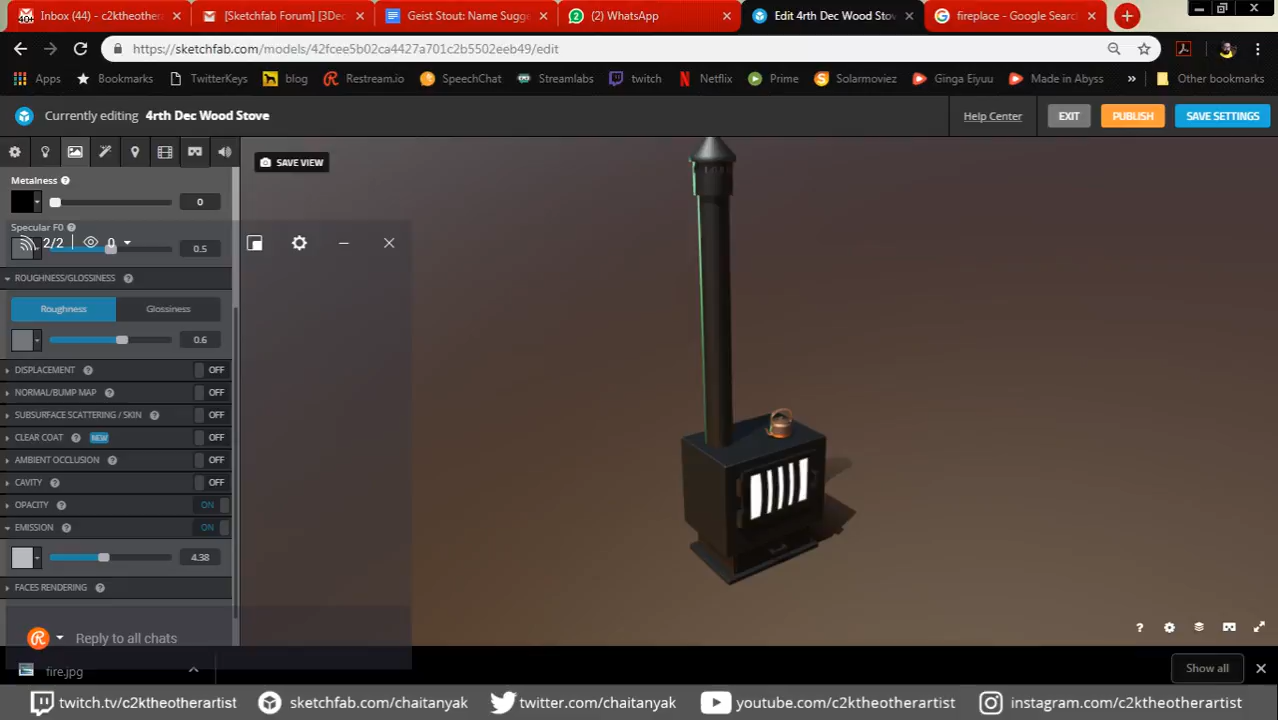 Inbox (40+) - c2ktheother
[Sketchfab Forum] [3Dec
Geist Stout: Name Sugge
(2) WhatsApp
Edit 4rth Dec Wood Stov
fireplace - Google Search
https://sketchfab.com/models/42fcee5b02ca4427a701c2b5502eeb49/edit
Apps
Bookmarks
TwitterKeys
blog
Restream.io
SpeechChat
Streamlabs
twitch
Netflix
Prime
Solarmoviez
Ginga Eiyuu
Made in Abyss
»
Other bookmarks
Currently editing 4rth Dec Wood Stove
Help Center
EXIT
PUBLISH
SAVE SETTINGS
SAVE VIEW
Metalness
0
Specular F0
2/2
0
0.5
ROUGHNESS/GLOSSINESS
Roughness
Glossiness
0.6
DISPLACEMENT OFF
NORMAL/BUMP MAP OFF
SUBSURFACE SCATTERING / SKIN OFF
CLEAR COAT NEW OFF
AMBIENT OCCLUSION OFF
CAVITY OFF
OPACITY ON
EMISSION ON
4.38
FACES RENDERING
Reply to all chats
fire.jpg
Show all
twitch.tv/c2ktheotherartist
sketchfab.com/chaitanyak
twitter.com/chaitanyak
youtube.com/c2ktheotherartist
instagram.com/c2ktheotherartist